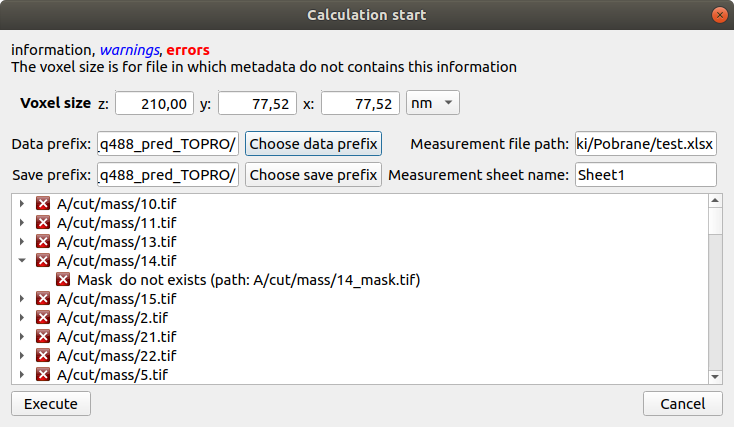 Calculation start
information, warnings, errors
The voxel size is for file in which metadata do not contains this information
Voxel size z: 210,00 y: 77,52 x: 77,52 nm
Data prefix: _q488_pred_TOPRO/ Choose data prefix Measurement file path: ki/Pobrane/test.xlsx
Save prefix: _q488_pred_TOPRO/ Choose save prefix Measurement sheet name: Sheet1
A/cut/mass/10.tif
A/cut/mass/11.tif
A/cut/mass/13.tif
A/cut/mass/14.tif
Mask do not exists (path: A/cut/mass/14_mask.tif)
A/cut/mass/15.tif
A/cut/mass/2.tif
A/cut/mass/21.tif
A/cut/mass/22.tif
A/cut/mass/5.tif
Execute Cancel